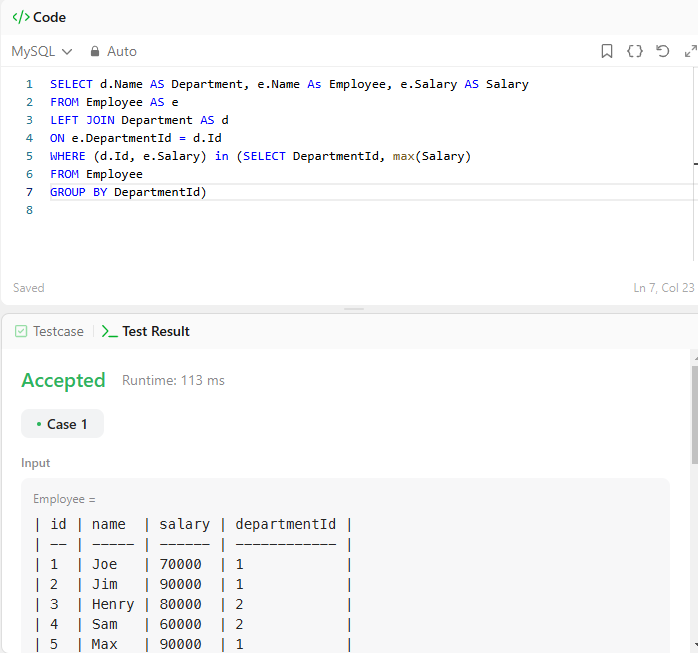 </> Code
MySQL Auto
1 SELECT d.Name AS Department, e.Name As Employee, e.Salary AS Salary
2 FROM Employee AS e
3 LEFT JOIN Department AS d
4 ON e.DepartmentId = d.Id
5 WHERE (d.Id, e.Salary) in (SELECT DepartmentId, max(Salary)
6 FROM Employee
7 GROUP BY DepartmentId)
8
Saved Ln 7, Col 23
Testcase | >_ Test Result
Accepted Runtime: 113 ms
• Case 1
Input
Employee =
| id | name  | salary | departmentId |
| -- | ----- | ------ | ------------ |
| 1  | Joe   | 70000  | 1            |
| 2  | Jim   | 90000  | 1            |
| 3  | Henry | 80000  | 2            |
| 4  | Sam   | 60000  | 2            |
| 5  | Max   | 90000  | 1            |